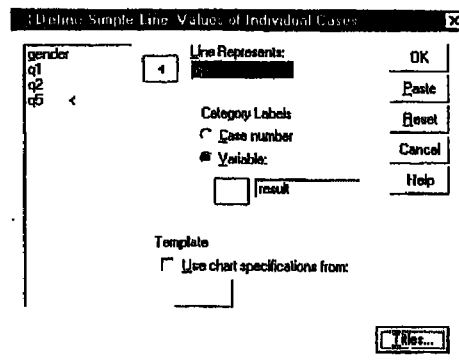 Define Simple Line: Values of Individual Cases
gender
q1
q2
q5
Line Represents:
Category Labels
Case number
Variable:
result
Template
Use chart specifications from:
OK
Paste
Reset
Cancel
Help
Titles...